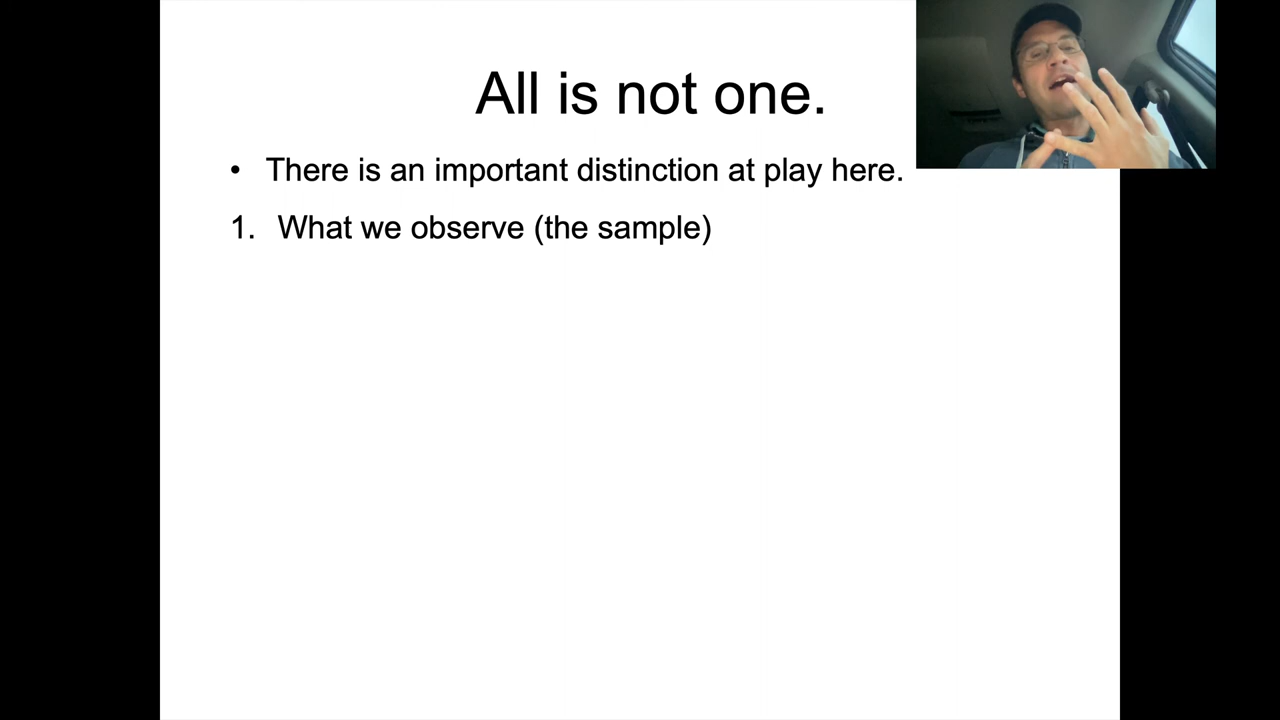 All is not one.
• There is an important distinction at play here.
1. What we observe (the sample)